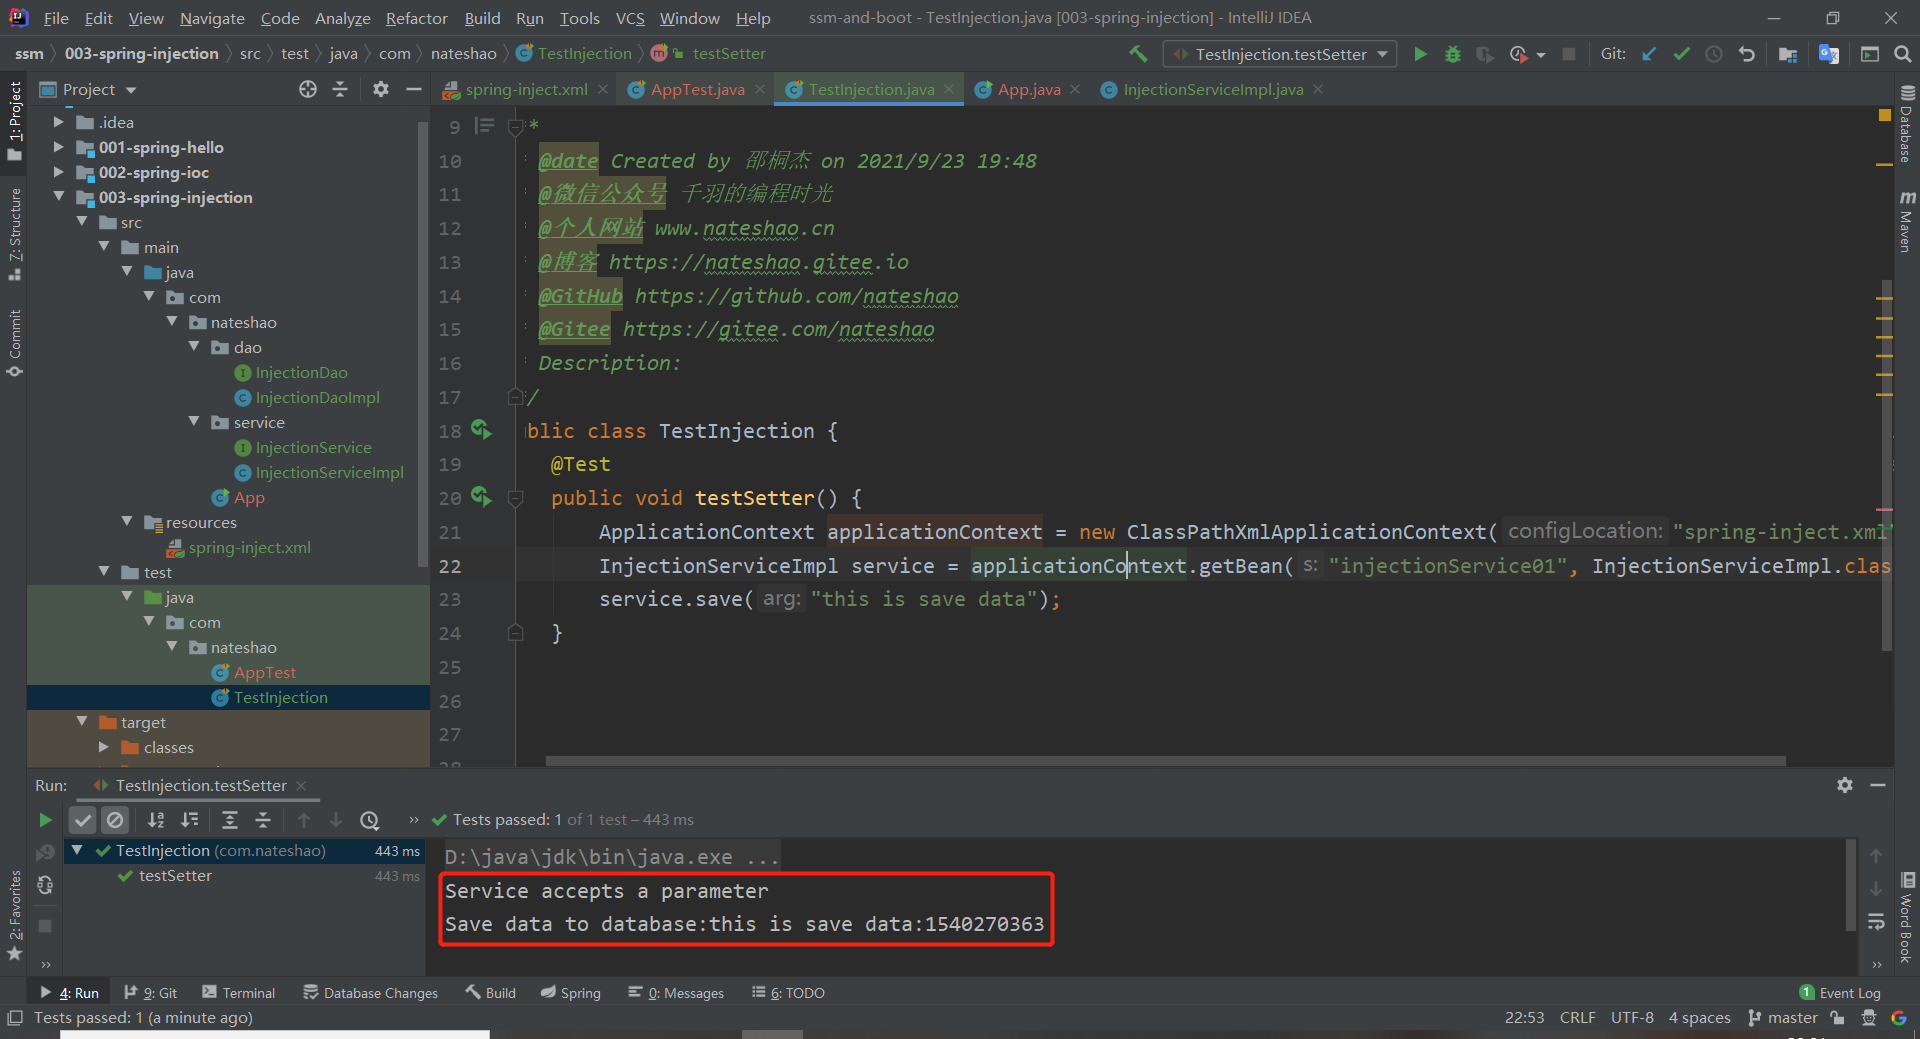 File Edit View Navigate Code Analyze Refactor Build Run Tools VCS Window Help ssm-and-boot - TestInjection.java [003-spring-injection] - IntelliJ IDEA
ssm 003-spring-injection src test java com nateshao TestInjection testSetter TestInjection.testSetter Git:
1: Project
7: Structure
Commit
2: Favorites
Project
.idea
001-spring-hello
002-spring-ioc
003-spring-injection
src
main
java
com
nateshao
dao
InjectionDao
InjectionDaoImpl
service
InjectionService
InjectionServiceImpl
App
resources
spring-inject.xml
test
java
com
nateshao
AppTest
TestInjection
target
classes
spring-inject.xml AppTest.java TestInjection.java App.java InjectionServiceImpl.java
9 *
10 * @date Created by 邵桐杰 on 2021/9/23 19:48
11 * @微信公众号 千羽的编程时光
12 * @个人网站 www.nateshao.cn
13 * @博客 https://nateshao.gitee.io
14 * @GitHub https://github.com/nateshao
15 * @Gitee https://gitee.com/nateshao
16 * Description:
17 /
18 blic class TestInjection {
19 @Test
20 public void testSetter() {
21 ApplicationContext applicationContext = new ClassPathXmlApplicationContext( configLocation: "spring-inject.xml"
22 InjectionServiceImpl service = applicationContext.getBean( s: "injectionService01", InjectionServiceImpl.clas
23 service.save( arg: "this is save data");
24 }
25
26
27
28
Database
Maven
Word Book
Run: TestInjection.testSetter
Tests passed: 1 of 1 test – 443 ms
TestInjection (com.nateshao) 443 ms
testSetter 443 ms
D:\java\jdk\bin\java.exe ...
Service accepts a parameter
Save data to database:this is save data:1540270363
4: Run 9: Git Terminal Database Changes Build Spring 0: Messages 6: TODO 1 Event Log
Tests passed: 1 (a minute ago) 22:53 CRLF UTF-8 4 spaces master